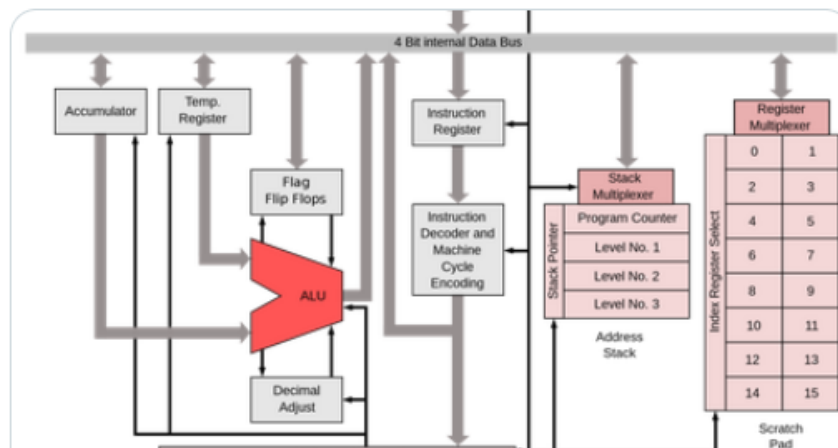 4 Bit internal Data Bus
Accumulator
Temp.
Register
Instruction
Register
Register
Multiplexer
Flag
Flip Flops
Stack
Multiplexer
Instruction
Decoder and
Machine
Cycle
Encoding
Stack Pointer
Program Counter
Level No. 1
Level No. 2
Level No. 3
Address
Stack
ALU
Decimal
Adjust
Index Register Select
0 1
2 3
4 5
6 7
8 9
10 11
12 13
14 15
Scratch
Pad